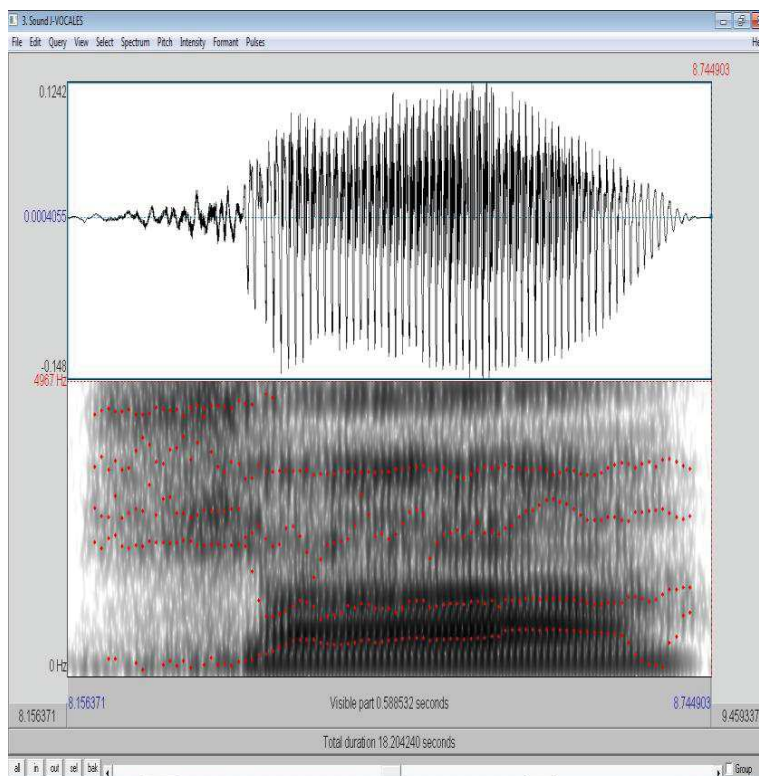 3. Sound J-VOCALES
File Edit Query View Select Spectrum Pitch Intensity Formant Pulses He
8.744903
0.1242
0.0004055
-0.148
4967 Hz
0 Hz
8.156371 Visible part 0.588532 seconds 8.744903
8.156371 9.459337
Total duration 18.204240 seconds
all in out sel bak Group